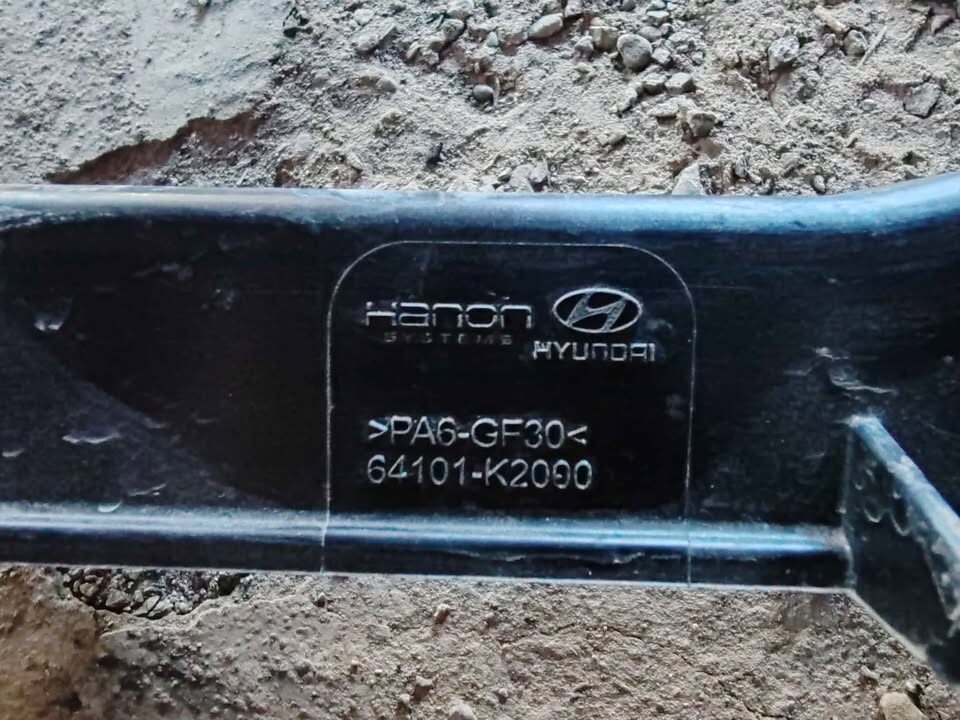 Hanon
SYSTEMS
HYUNDAI
>PA6-GF30<
64101-K2000